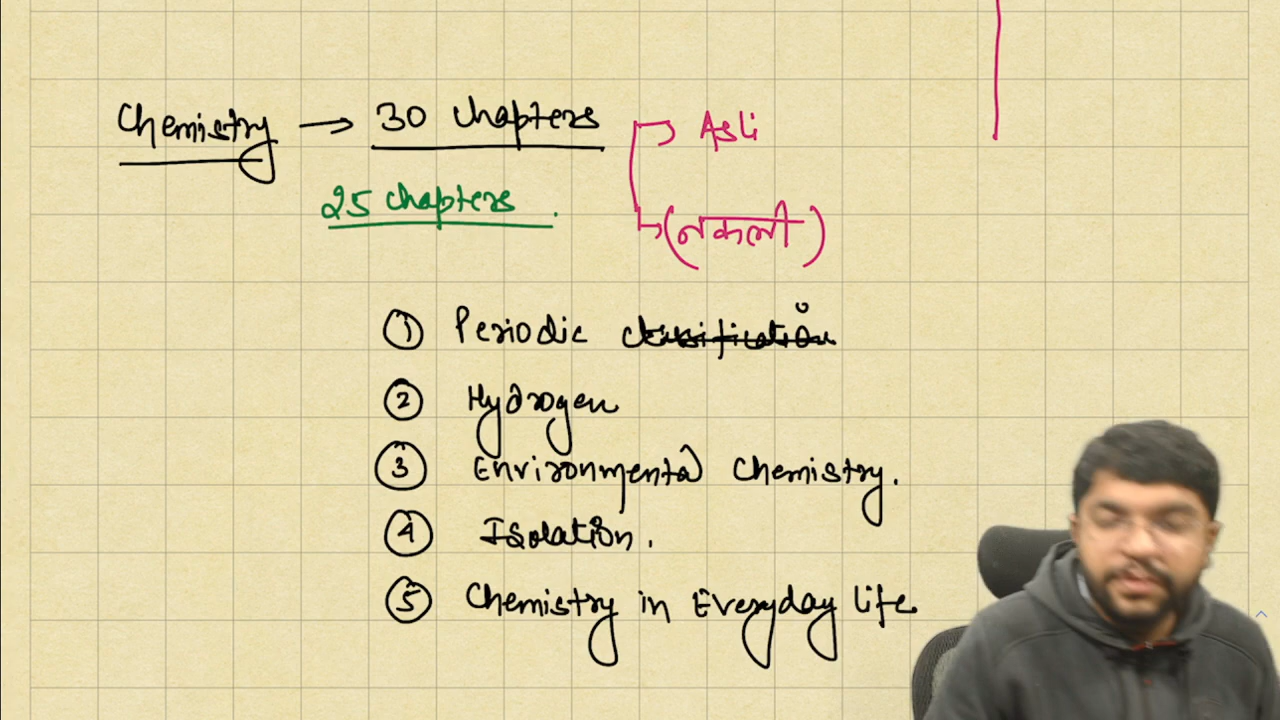 Chemistry → 30 chapters
Asli
25 chapters.
(नकली)
① Periodic classification
② Hydrogen
③ Environmental Chemistry.
④ Isolation.
⑤ Chemistry in Everyday life